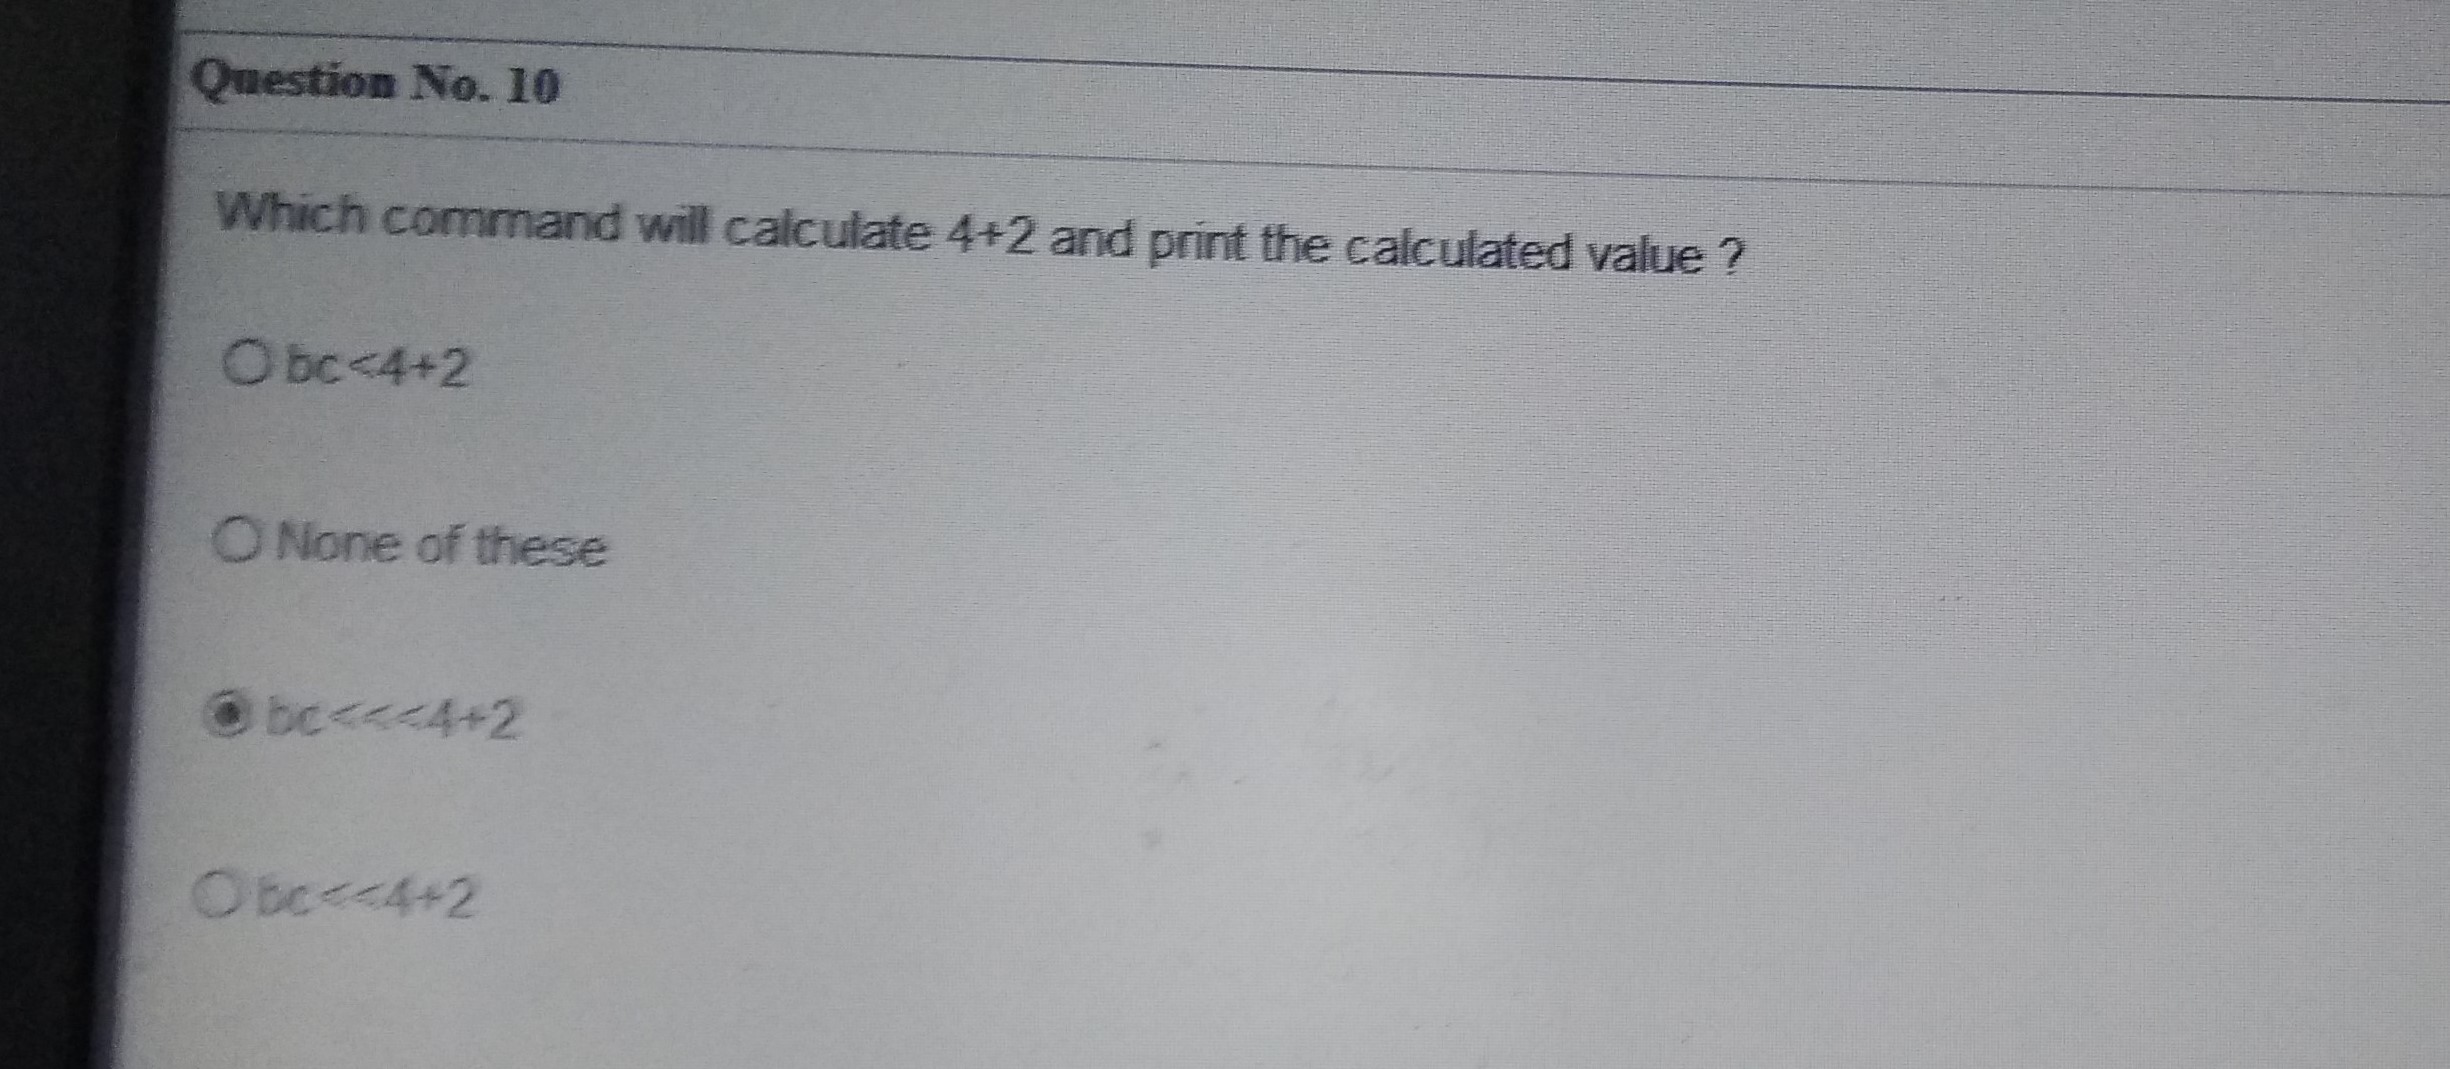 Question No. 10
Which command will calculate 4+2 and print the calculated value ?
bc<4+2
None of these
bc<<<4+2
bc<<4+2